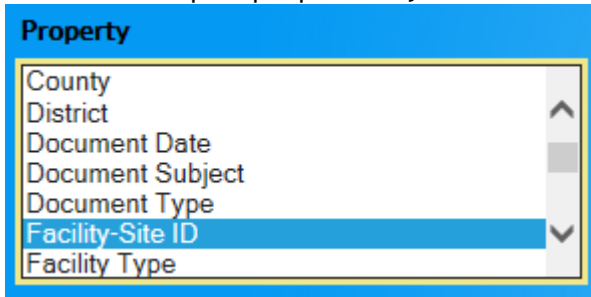 Property
County
District
Document Date
Document Subject
Document Type
Facility-Site ID
Facility Type